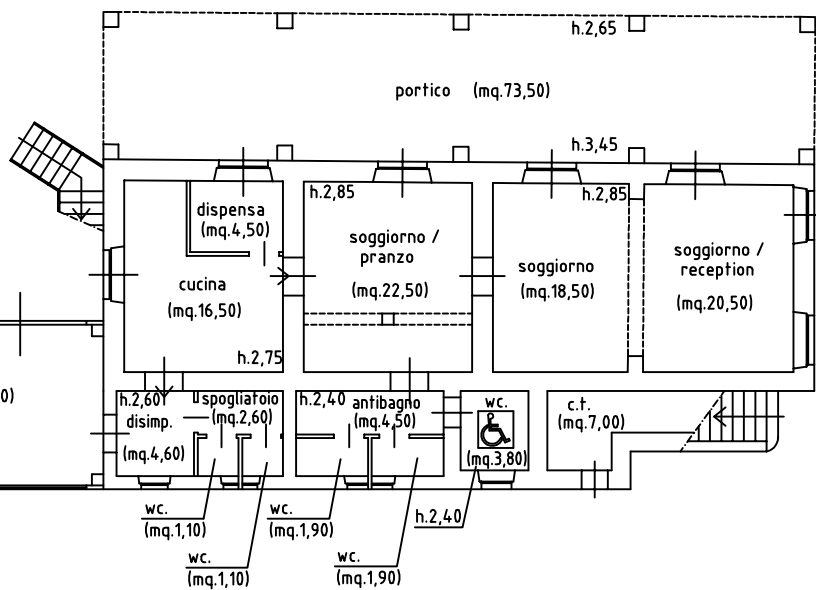 h.2,65
portico (mq.73,50)
h.3,45
h.2,85
h.2,85
dispensa
(mq.4,50)
soggiorno /
pranzo
(mq.22,50)
soggiorno
(mq.18,50)
soggiorno /
reception
(mq.20,50)
cucina
(mq.16,50)
h.2,75
0)
h.2,60
disimp.
(mq.4,60)
spogliatoio
(mq.2,60)
h.2,40
antibagno
(mq.4,50)
wc.
(mq.3,80)
c.t.
(mq.7,00)
wc.
(mq.1,10)
wc.
(mq.1,90)
h.2,40
wc.
(mq.1,10)
wc.
(mq.1,90)